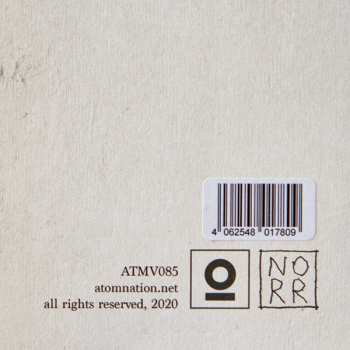 4 062548 017809
ATMV085
atomnation.net
all rights reserved, 2020
NO
RR